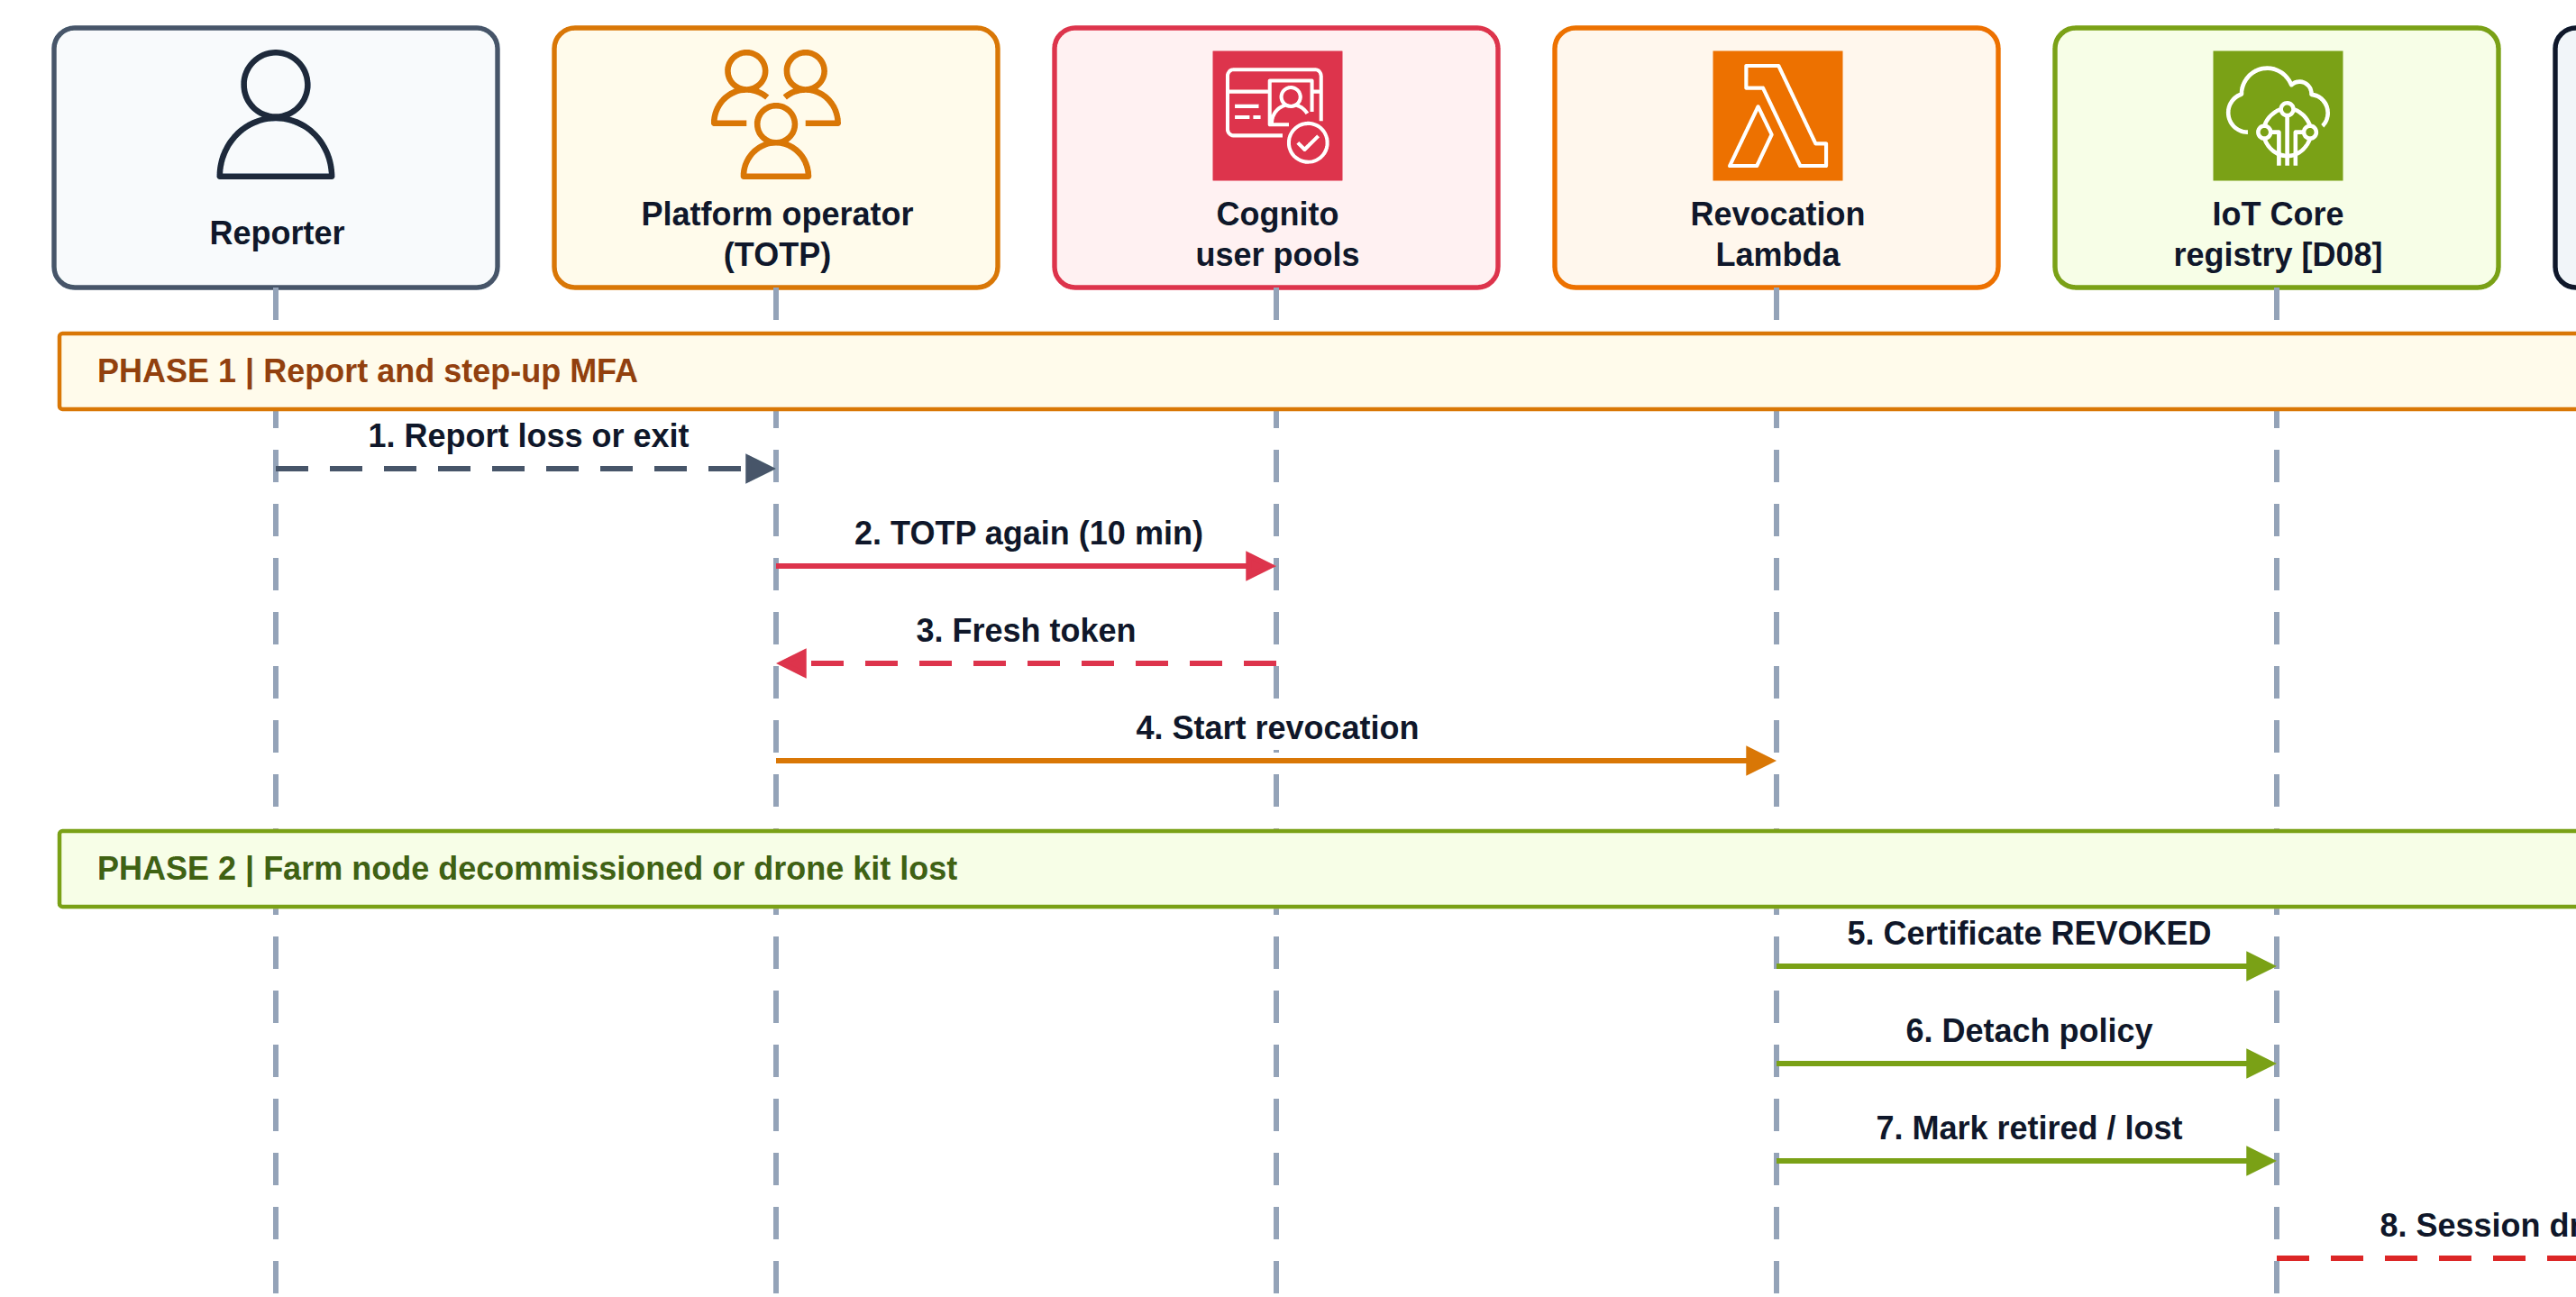 Reporter
Platform operator
(TOTP)
Cognito
user pools
Revocation
Lambda
IoT Core
registry [D08]
PHASE 1 | Report and step-up MFA
1. Report loss or exit
2. TOTP again (10 min)
3. Fresh token
4. Start revocation
PHASE 2 | Farm node decommissioned or drone kit lost
5. Certificate REVOKED
6. Detach policy
7. Mark retired / lost
8. Session